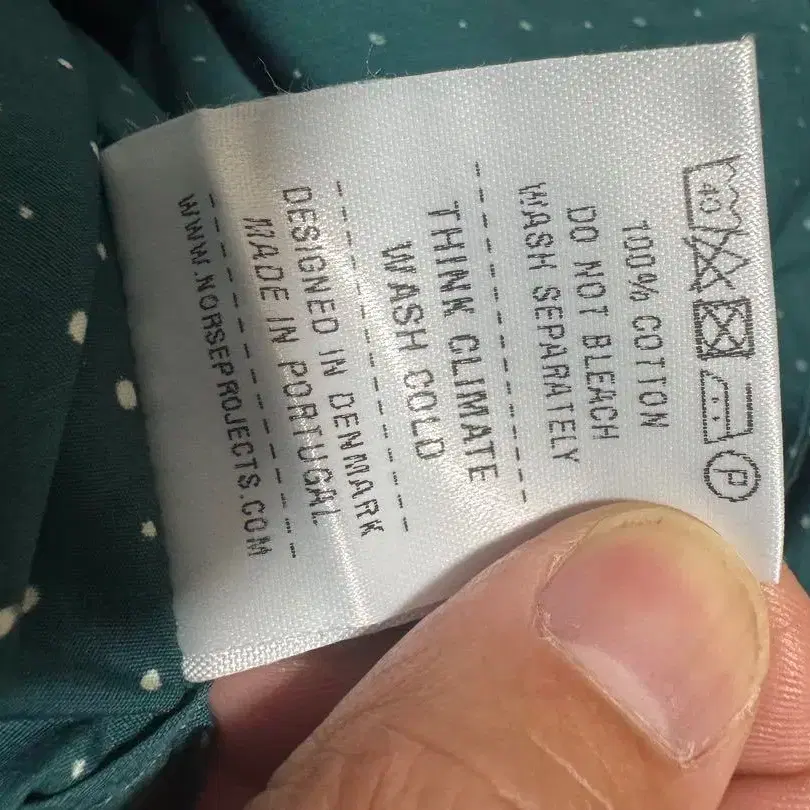 40 P
100% COTTON
DO NOT BLEACH
WASH SEPARATELY
THINK CLIMATE
WASH COLD
DESIGNED IN DENMARK
MADE IN PORTUGAL
WWW.NORSEPROJECTS.COM